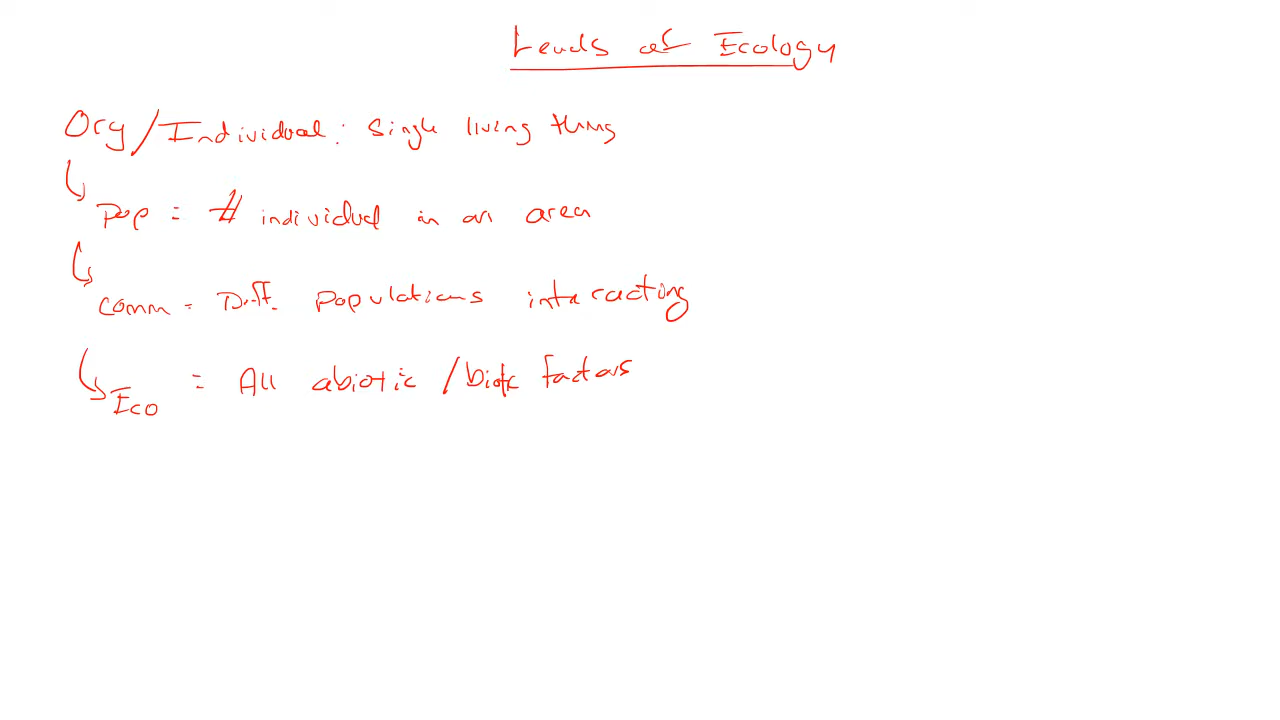 Levels of Ecology
Org/Individual: Single living thing
Pop = # individual in an area
comm = Diff. populations interacting
Eco = All abiotic/biotic factors